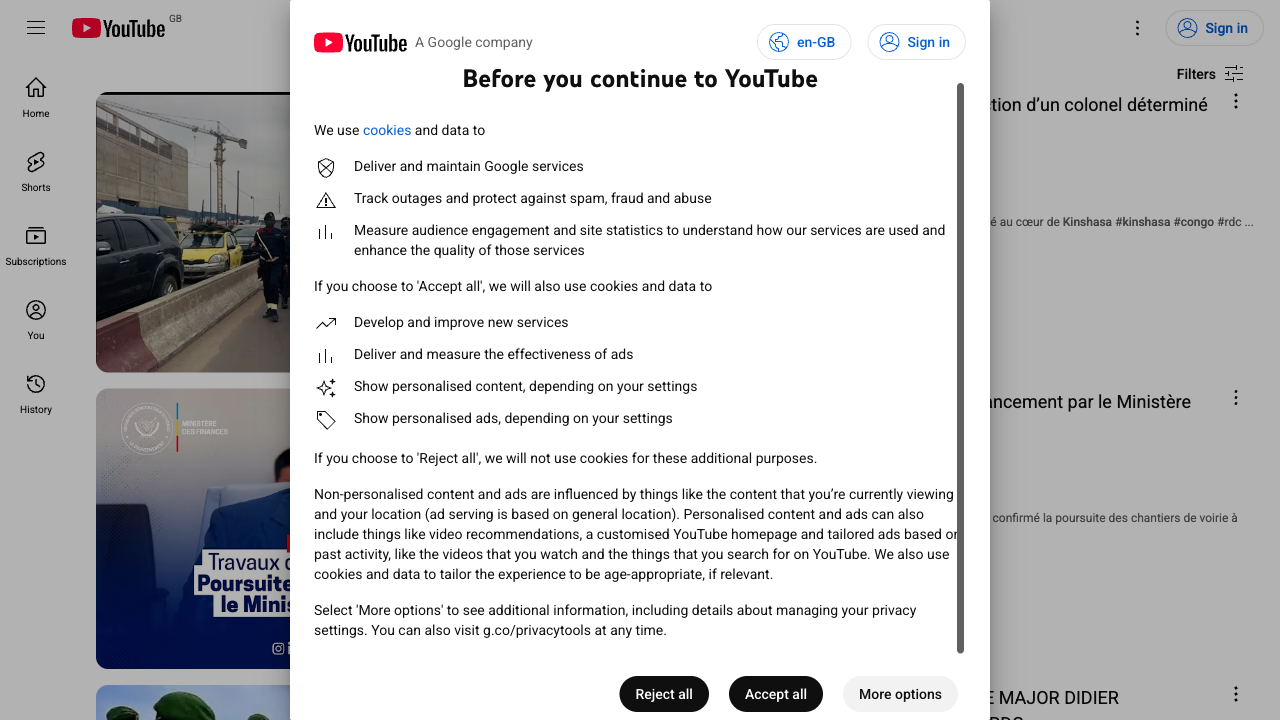 YouTube GB
Sign in
Home
Shorts
Subscriptions
You
History
YouTube A Google company
en-GB
Sign in
Before you continue to YouTube
We use cookies and data to
Deliver and maintain Google services
Track outages and protect against spam, fraud and abuse
Measure audience engagement and site statistics to understand how our services are used and
enhance the quality of those services
If you choose to 'Accept all', we will also use cookies and data to
Develop and improve new services
Deliver and measure the effectiveness of ads
Show personalised content, depending on your settings
Show personalised ads, depending on your settings
If you choose to 'Reject all', we will not use cookies for these additional purposes.
Non-personalised content and ads are influenced by things like the content that you’re currently viewing
and your location (ad serving is based on general location). Personalised content and ads can also
include things like video recommendations, a customised YouTube homepage and tailored ads based on
past activity, like the videos that you watch and the things that you search for on YouTube. We also use
cookies and data to tailor the experience to be age-appropriate, if relevant.
Select 'More options' to see additional information, including details about managing your privacy
settings. You can also visit g.co/privacytools at any time.
Reject all
Accept all
More options
Filters
d’un colonel déterminé
au cœur de Kinshasa #kinshasa #congo #rdc ...
par le Ministère
confirmé la poursuite des chantiers de voirie à
MAJOR DIDIER
MINISTÈRE
DES FINANCES
Travaux
Poursuite
le